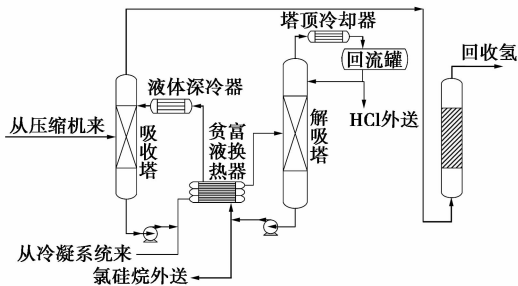 塔顶冷却器
回流罐
回收氢
液体深冷器
从压缩机来
吸收塔
贫富
液换
热器
解吸塔
HCl外送
从冷凝系统来
氯硅烷外送